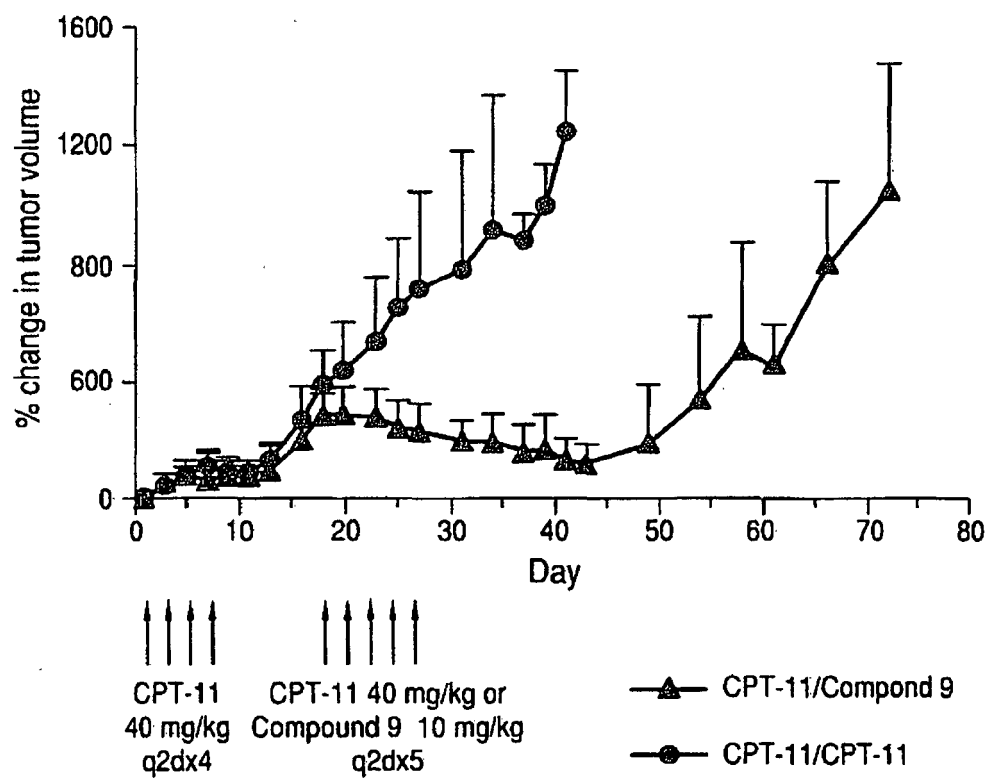 % change in tumor volume
1600
1200
800
600
0
0 10 20 30 40 50 60 70 80
Day
CPT-11
40 mg/kg
q2dx4
CPT-11 40 mg/kg or
Compound 9 10 mg/kg
q2dx5
CPT-11/Compond 9
CPT-11/CPT-11